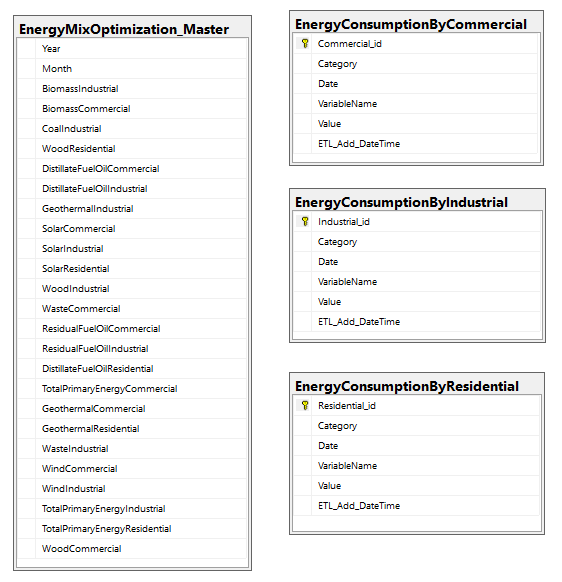 EnergyMixOptimization_Master
Year
Month
BiomassIndustrial
BiomassCommercial
CoalIndustrial
WoodResidential
DistillateFuelOilCommercial
DistillateFuelOilIndustrial
GeothermalIndustrial
SolarCommercial
SolarIndustrial
SolarResidential
WoodIndustrial
WasteCommercial
ResidualFuelOilCommercial
ResidualFuelOilIndustrial
DistillateFuelOilResidential
TotalPrimaryEnergyCommercial
GeothermalCommercial
GeothermalResidential
WasteIndustrial
WindCommercial
WindIndustrial
TotalPrimaryEnergyIndustrial
TotalPrimaryEnergyResidential
WoodCommercial
EnergyConsumptionByCommercial
Commercial_id
Category
Date
VariableName
Value
ETL_Add_DateTime
EnergyConsumptionByIndustrial
Industrial_id
Category
Date
VariableName
Value
ETL_Add_DateTime
EnergyConsumptionByResidential
Residential_id
Category
Date
VariableName
Value
ETL_Add_DateTime